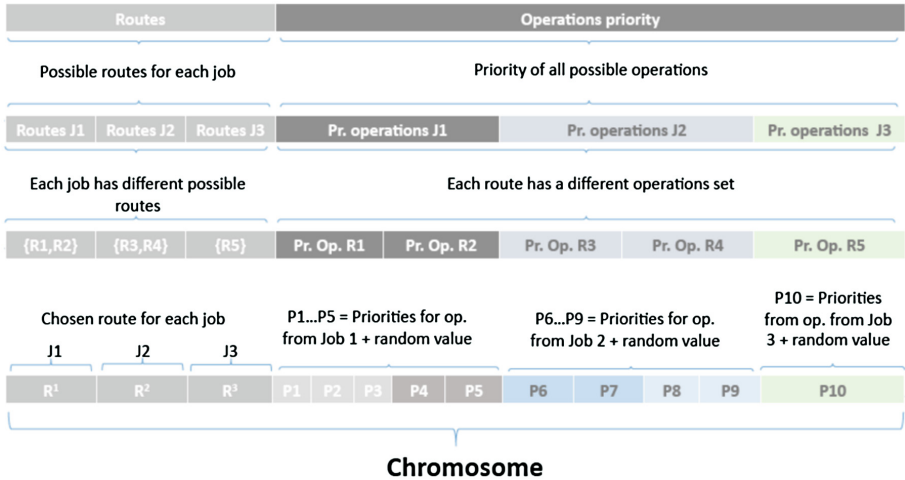 Routes
Operations priority
Possible routes for each job
Priority of all possible operations
Routes J1
Routes J2
Routes J3
Pr. operations J1
Pr. operations J2
Pr. operations J3
Each job has different possible
routes
Each route has a different operations set
{R1,R2}
{R3,R4}
{R5}
Pr. Op. R1
Pr. Op. R2
Pr. Op. R3
Pr. Op. R4
Pr. Op. R5
Chosen route for each job
P1...P5 = Priorities for op.
from Job 1 + random value
P6...P9 = Priorities for op.
from Job 2 + random value
P10 = Priorities
from op. from Job
3 + random value
J1
J2
J3
R¹
R²
R³
P1
P2
P3
P4
P5
P6
P7
P8
P9
P10
Chromosome